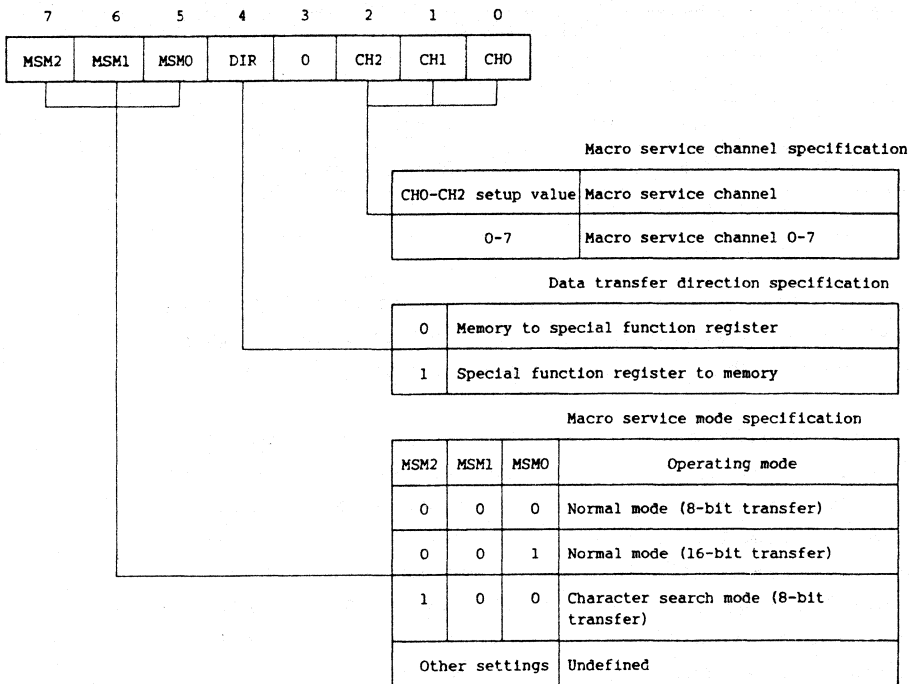 7 6 5 4 3 2 1 0
MSM2 MSM1 MSM0 DIR 0 CH2 CH1 CH0
Macro service channel specification
CH0-CH2 setup value Macro service channel
0-7 Macro service channel 0-7
Data transfer direction specification
0 Memory to special function register
1 Special function register to memory
Macro service mode specification
MSM2 MSM1 MSM0 Operating mode
0 0 0 Normal mode (8-bit transfer)
0 0 1 Normal mode (16-bit transfer)
1 0 0 Character search mode (8-bit
transfer)
Other settings Undefined